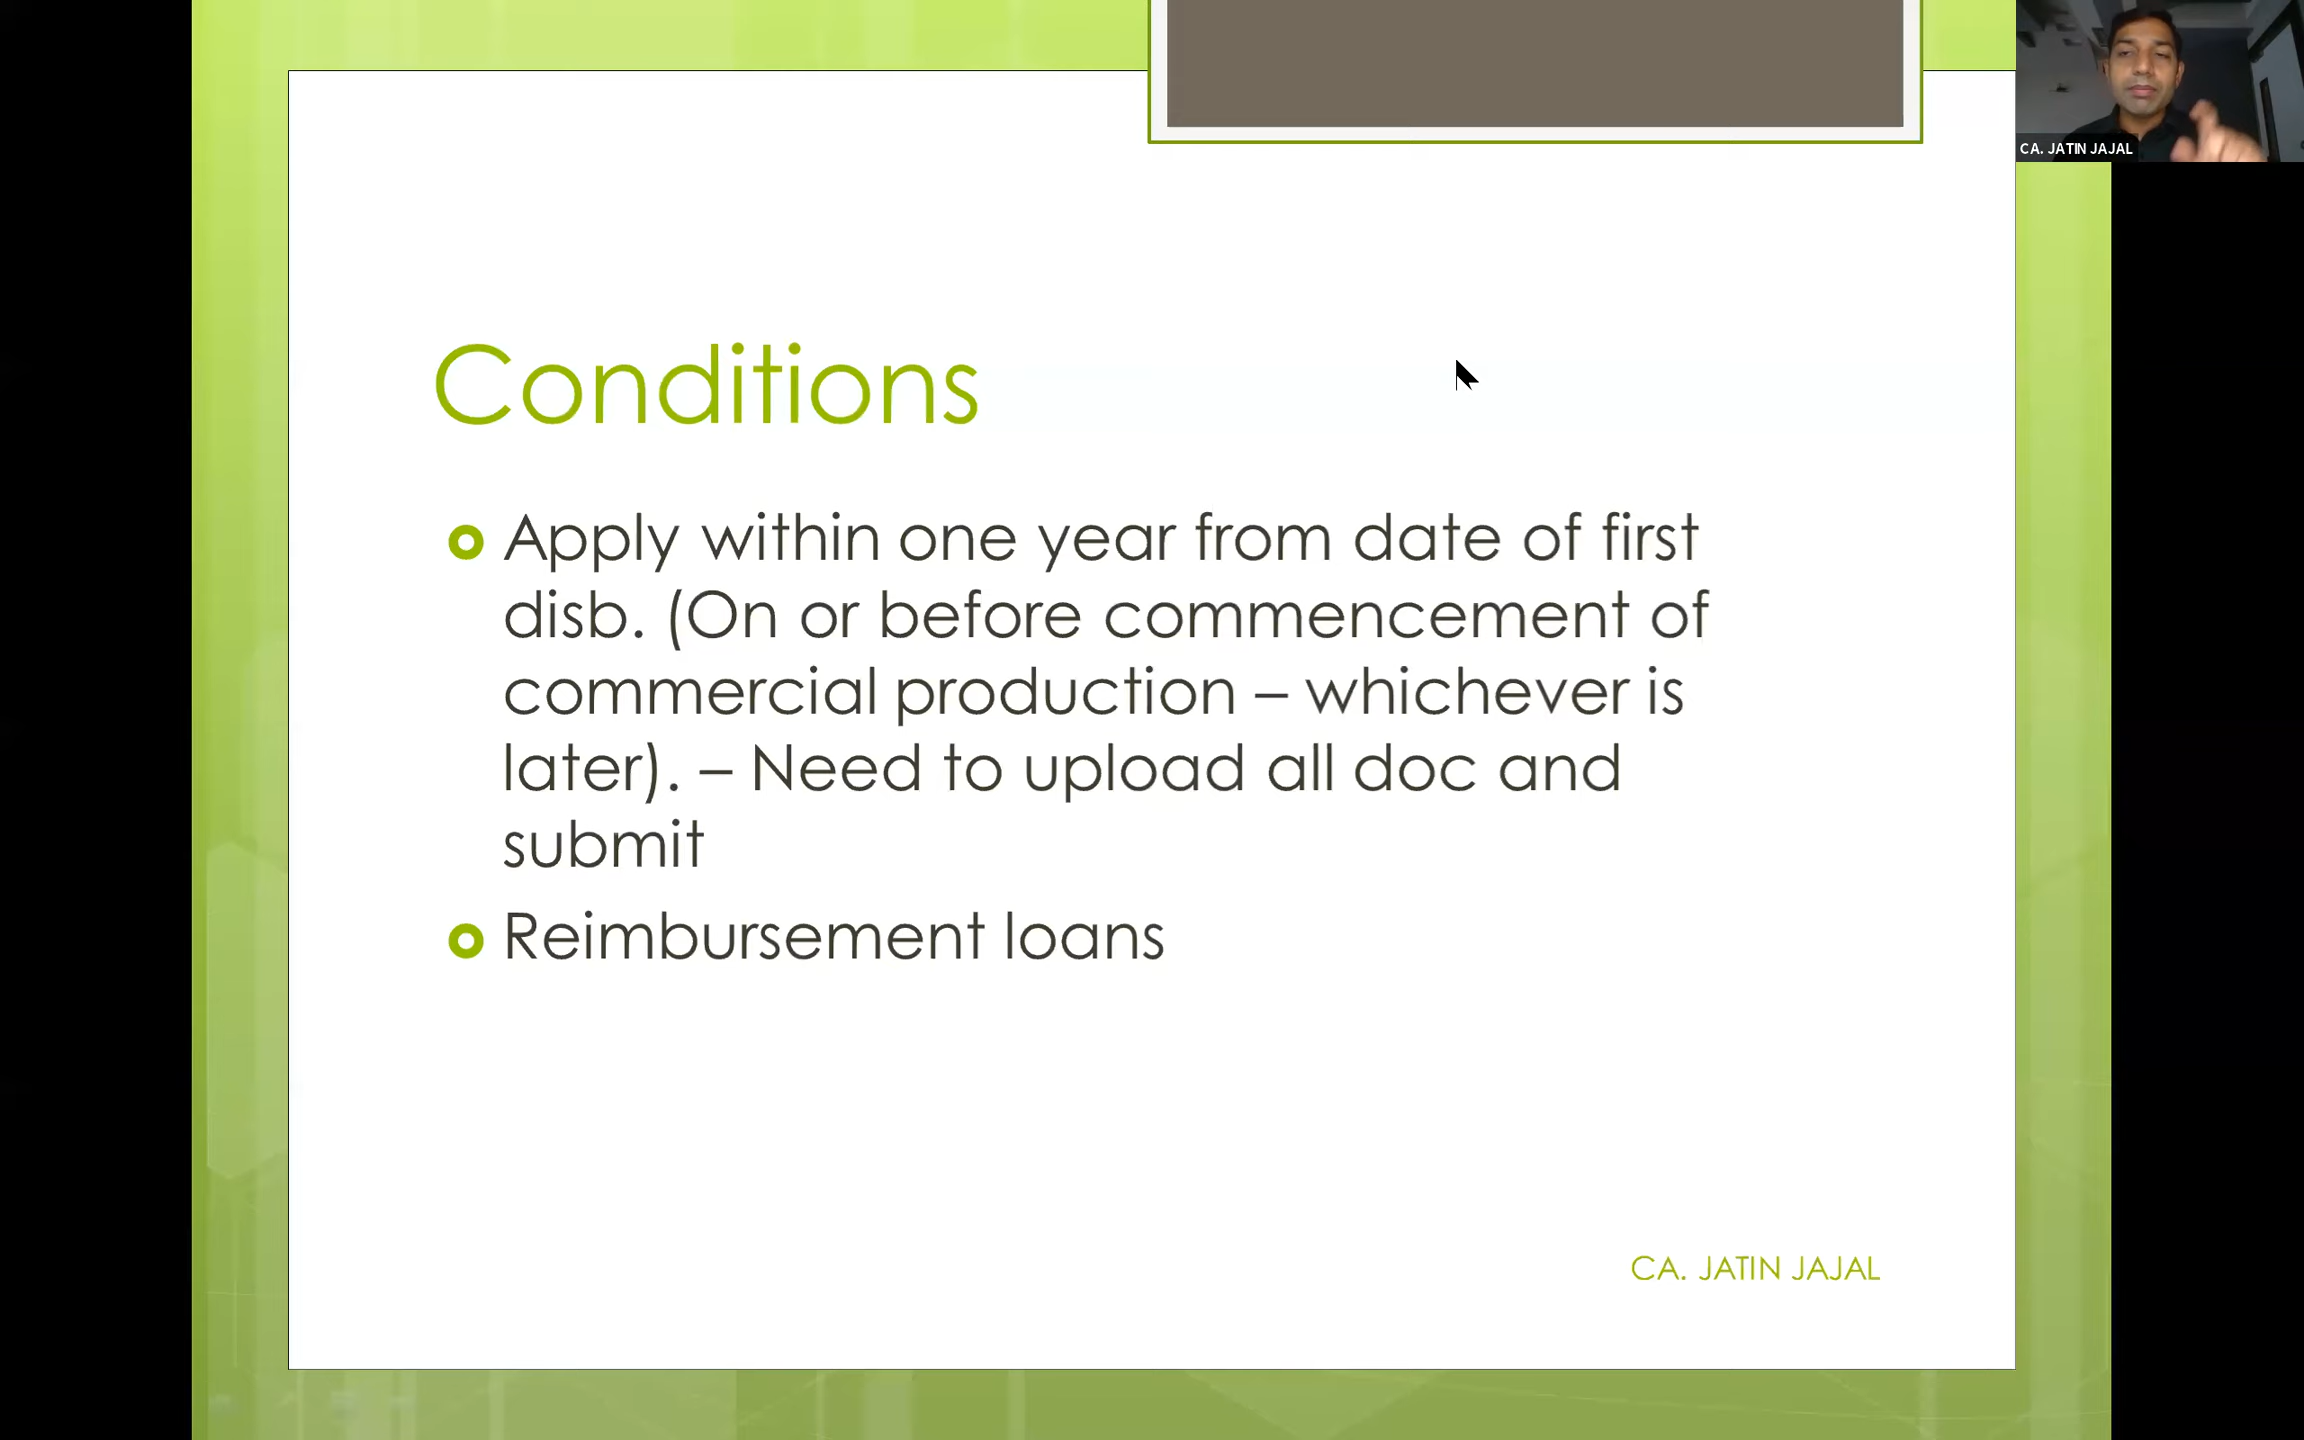 CA. JATIN JAJAL
Conditions
Apply within one year from date of first
disb. (On or before commencement of
commercial production – whichever is
later). – Need to upload all doc and
submit
Reimbursement loans
CA. JATIN JAJAL